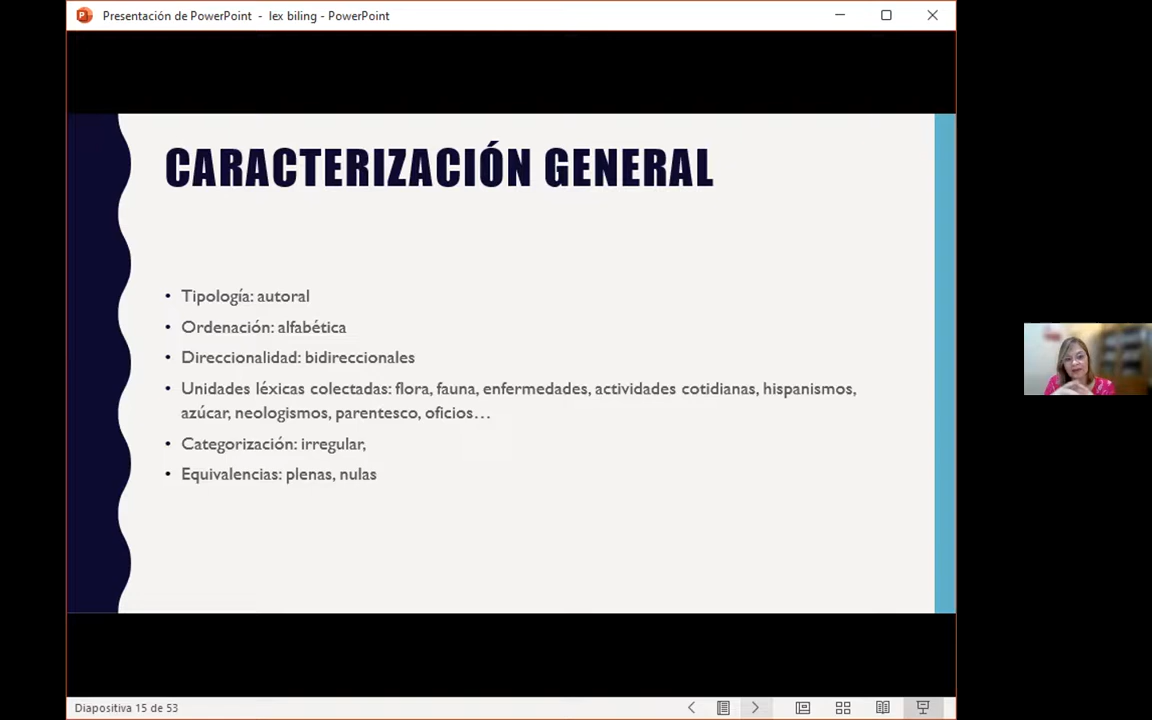 Presentación de PowerPoint - lex biling - PowerPoint
CARACTERIZACIÓN GENERAL
• Tipología: autoral
• Ordenación: alfabética
• Direccionalidad: bidireccionales
• Unidades léxicas colectadas: flora, fauna, enfermedades, actividades cotidianas, hispanismos,
azúcar, neologismos, parentesco, oficios…
• Categorización: irregular,
• Equivalencias: plenas, nulas
Diapositiva 15 de 53